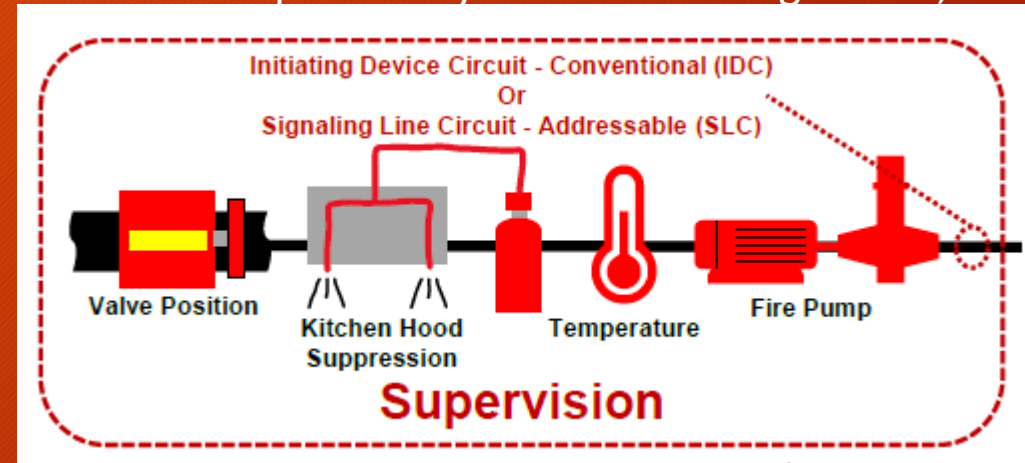 Initiating Device Circuit - Conventional (IDC)
Or
Signaling Line Circuit - Addressable (SLC)
Valve Position
Kitchen Hood
Suppression
Temperature
Fire Pump
Supervision